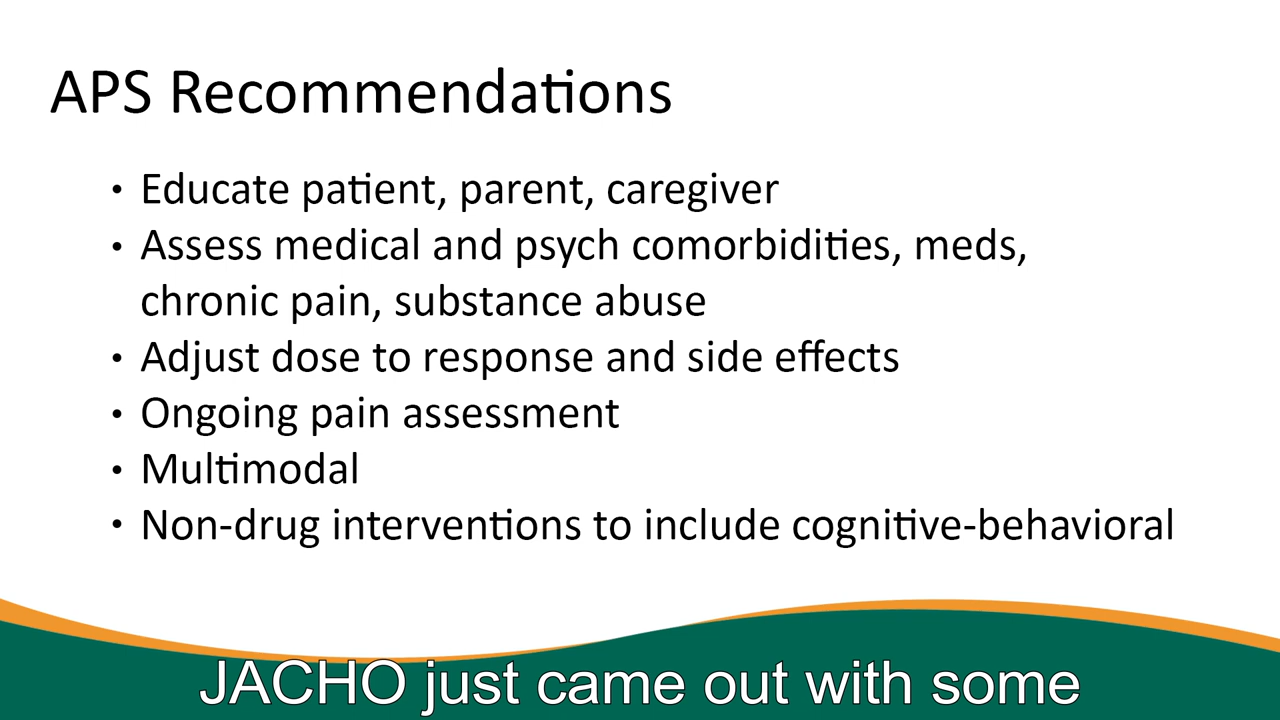 APS Recommendations
• Educate patient, parent, caregiver
• Assess medical and psych comorbidities, meds,
chronic pain, substance abuse
• Adjust dose to response and side effects
• Ongoing pain assessment
• Multimodal
• Non-drug interventions to include cognitive-behavioral
JACHO just came out with some